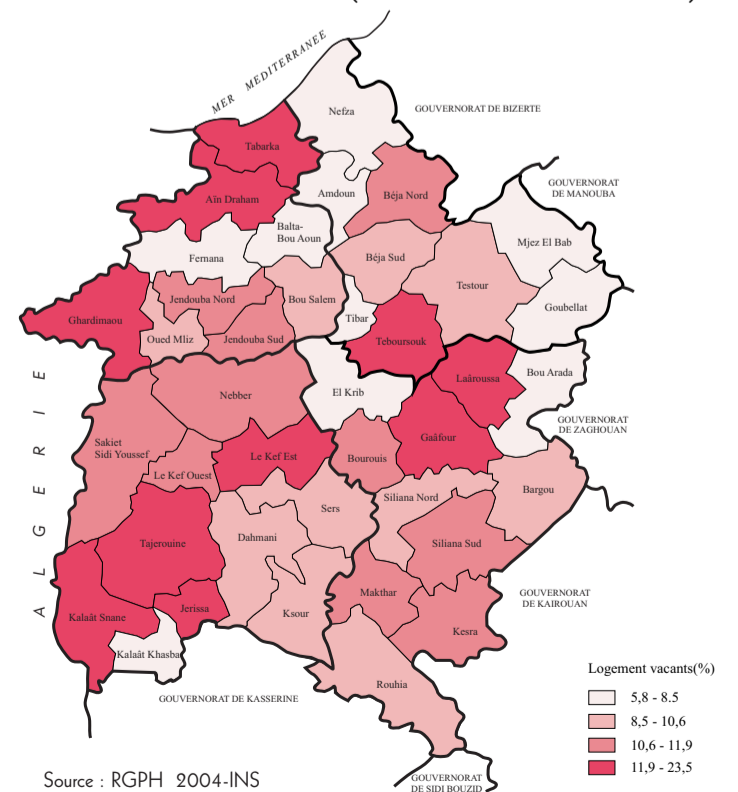 MER MEDITERRANEE
Nefza
GOUVERNORAT DE BIZERTE
Tabarka
Amdoun
Béja Nord
GOUVERNORAT
DE MANOUBA
Aïn Draham
Balta-
Bou Aoun
Mjez El Bab
Fernana
Béja Sud
Testour
Jendouba Nord
Bou Salem
Goubellat
Ghardimaou
Tibar
Oued Mliz
Jendouba Sud
Teboursouk
Laâroussa
Bou Arada
El Krib
Nebber
GOUVERNORAT
DE ZAGHOUAN
ALGERIE
Gaâfour
Sakiet
Sidi Youssef
Le Kef Est
Bourouis
Le Kef Ouest
Bargou
Siliana Nord
Sers
Dahmani
Tajerouine
Siliana Sud
GOUVERNORAT
DE KAIROUAN
Makthar
Jerissa
Kalaât Snane
Ksour
Kesra
Kalaât Khasba
Rouhia
GOUVERNORAT DE KASSERINE
Logement vacants(%)
5,8 - 8.5
8,5 - 10,6
10,6 - 11,9
11,9 - 23,5
Source : RGPH 2004-INS
GOUVERNORAT
DE SIDI BOUZID